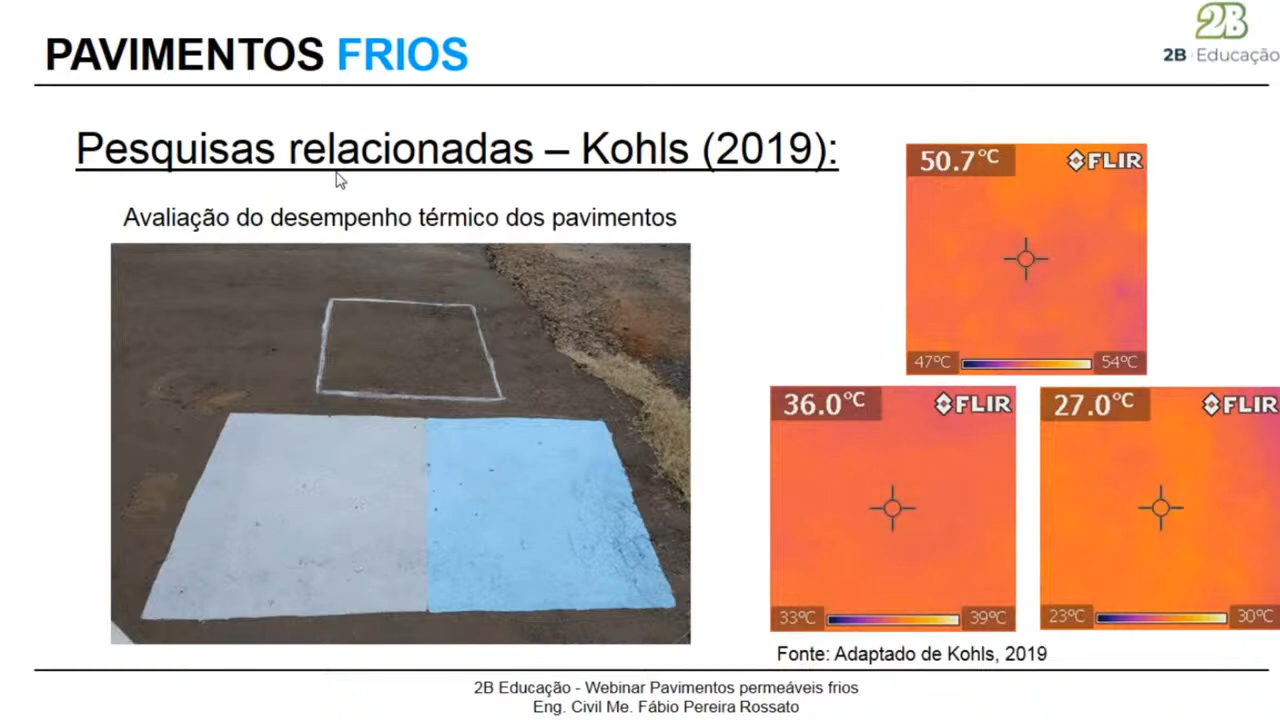 2B
2B Educação
PAVIMENTOS FRIOS
Pesquisas relacionadas – Kohls (2019):
Avaliação do desempenho térmico dos pavimentos
50.7°C FLIR
47°C 54°C
36.0°C FLIR
33°C 39°C
27.0°C FLIR
23°C 30°C
Fonte: Adaptado de Kohls, 2019
2B Educação - Webinar Pavimentos permeáveis frios
Eng. Civil Me. Fábio Pereira Rossato